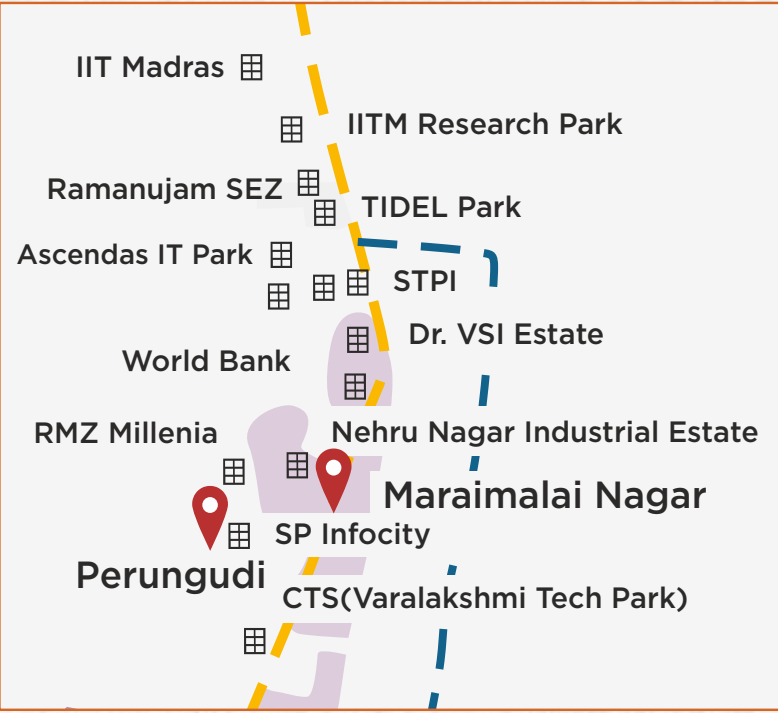 IIT Madras
IITM Research Park
Ramanujam SEZ
TIDEL Park
Ascendas IT Park
STPI
Dr. VSI Estate
World Bank
RMZ Millenia
Nehru Nagar Industrial Estate
Maraimalai Nagar
SP Infocity
Perungudi
CTS(Varalakshmi Tech Park)